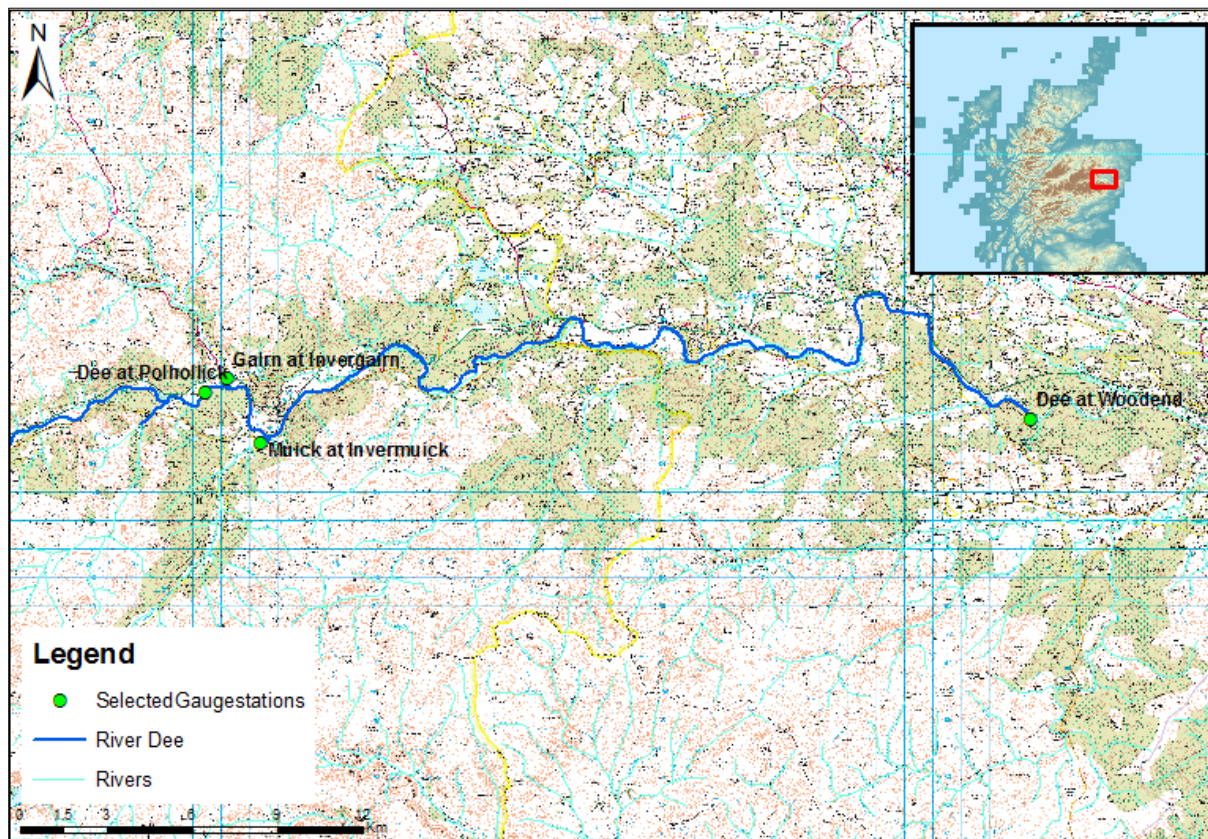 N
Gairn at Invergairn
Dee at Polhollick
Dee at Woodend
Muick at Invermuick
Legend
Selected Gaugestations
River Dee
Rivers
0 1.5 3 6 9 12
Km